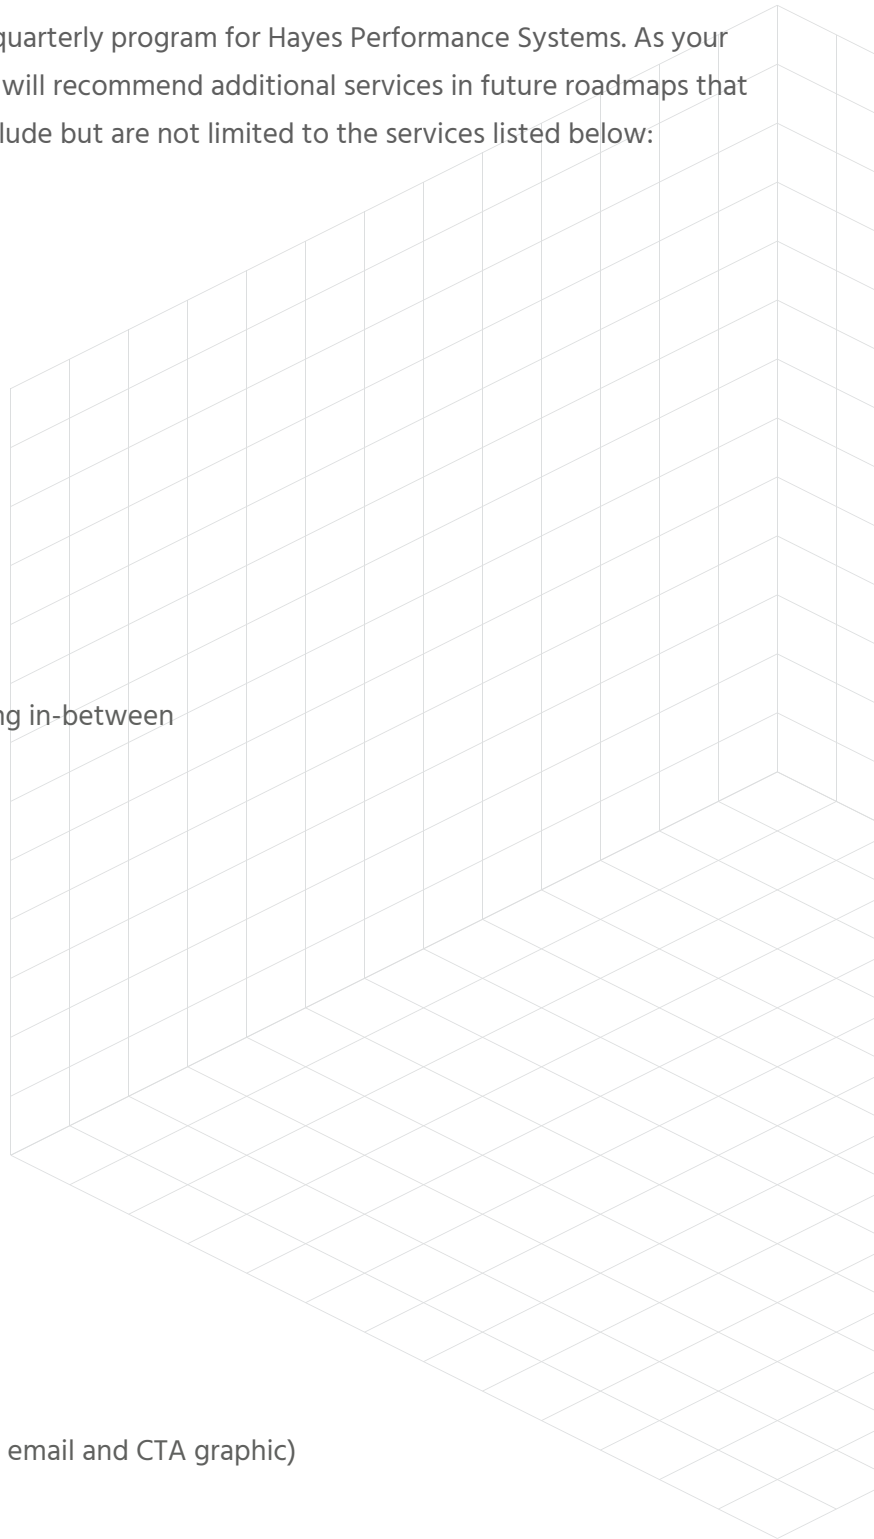 quarterly program for Hayes Performance Systems. As your
will recommend additional services in future roadmaps that
lude but are not limited to the services listed below:
ng in-between
email and CTA graphic)